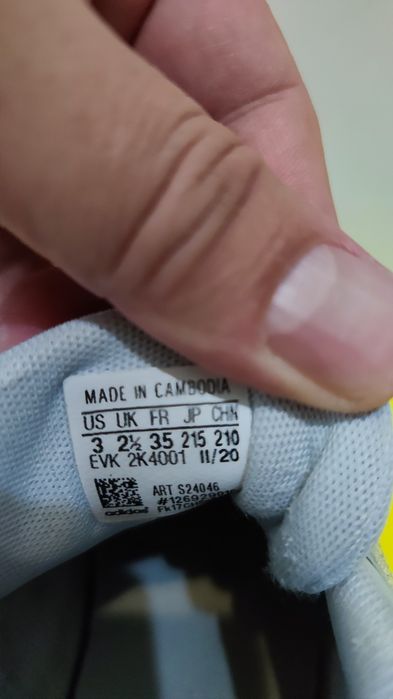 MADE IN CAMBODIA
US UK FR JP CHN
3 2½ 35 215 210
EVK 2K4001 11/20
ART S24046
adidas